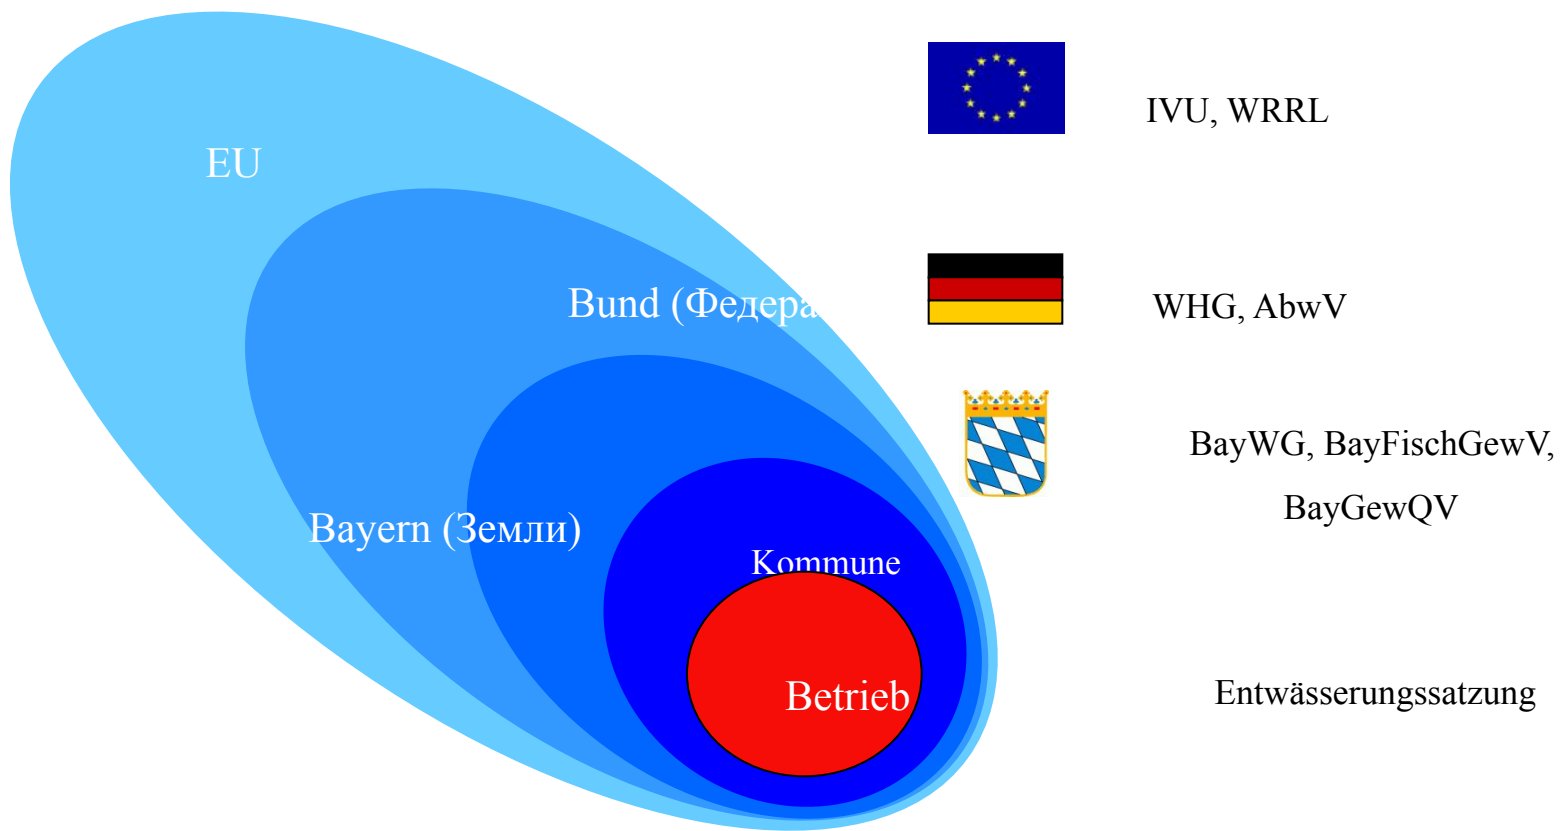 IVU, WRRL
EU
Bund (Федера
WHG, AbwV
BayWG, BayFischGewV,
BayGewQV
Bayern (Земли)
Kommune
Betrieb
Entwässerungssatzung